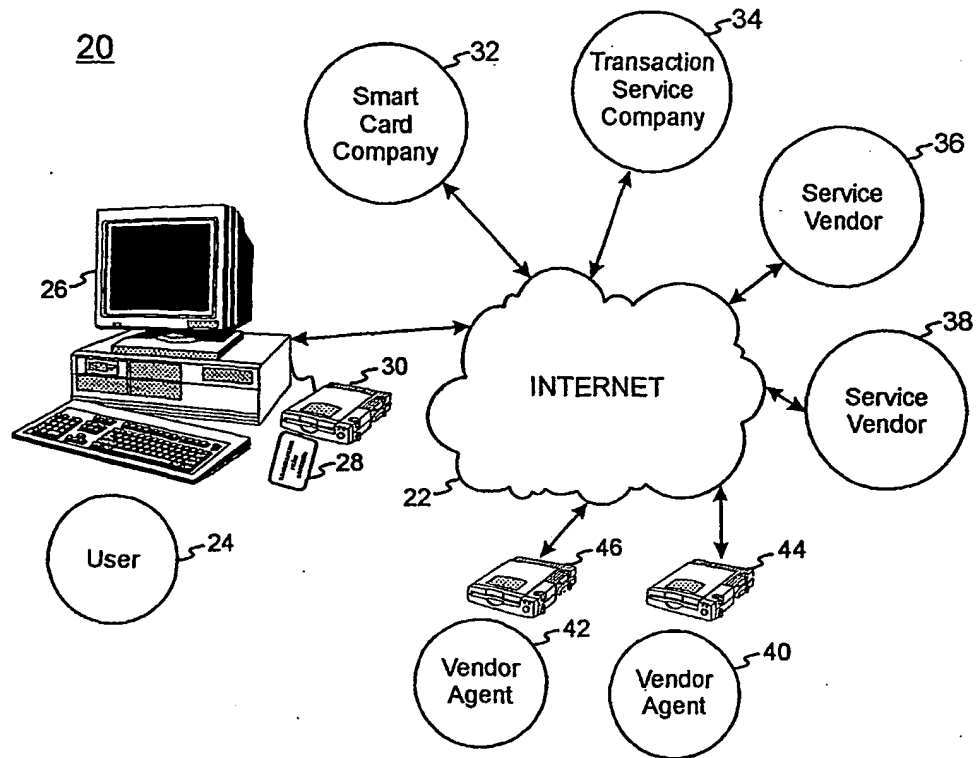 20
32
Smart
Card
Company
34
Transaction
Service
Company
36
Service
Vendor
26
38
Service
Vendor
INTERNET
30
28
22
User
24
46
44
42
Vendor
Agent
40
Vendor
Agent